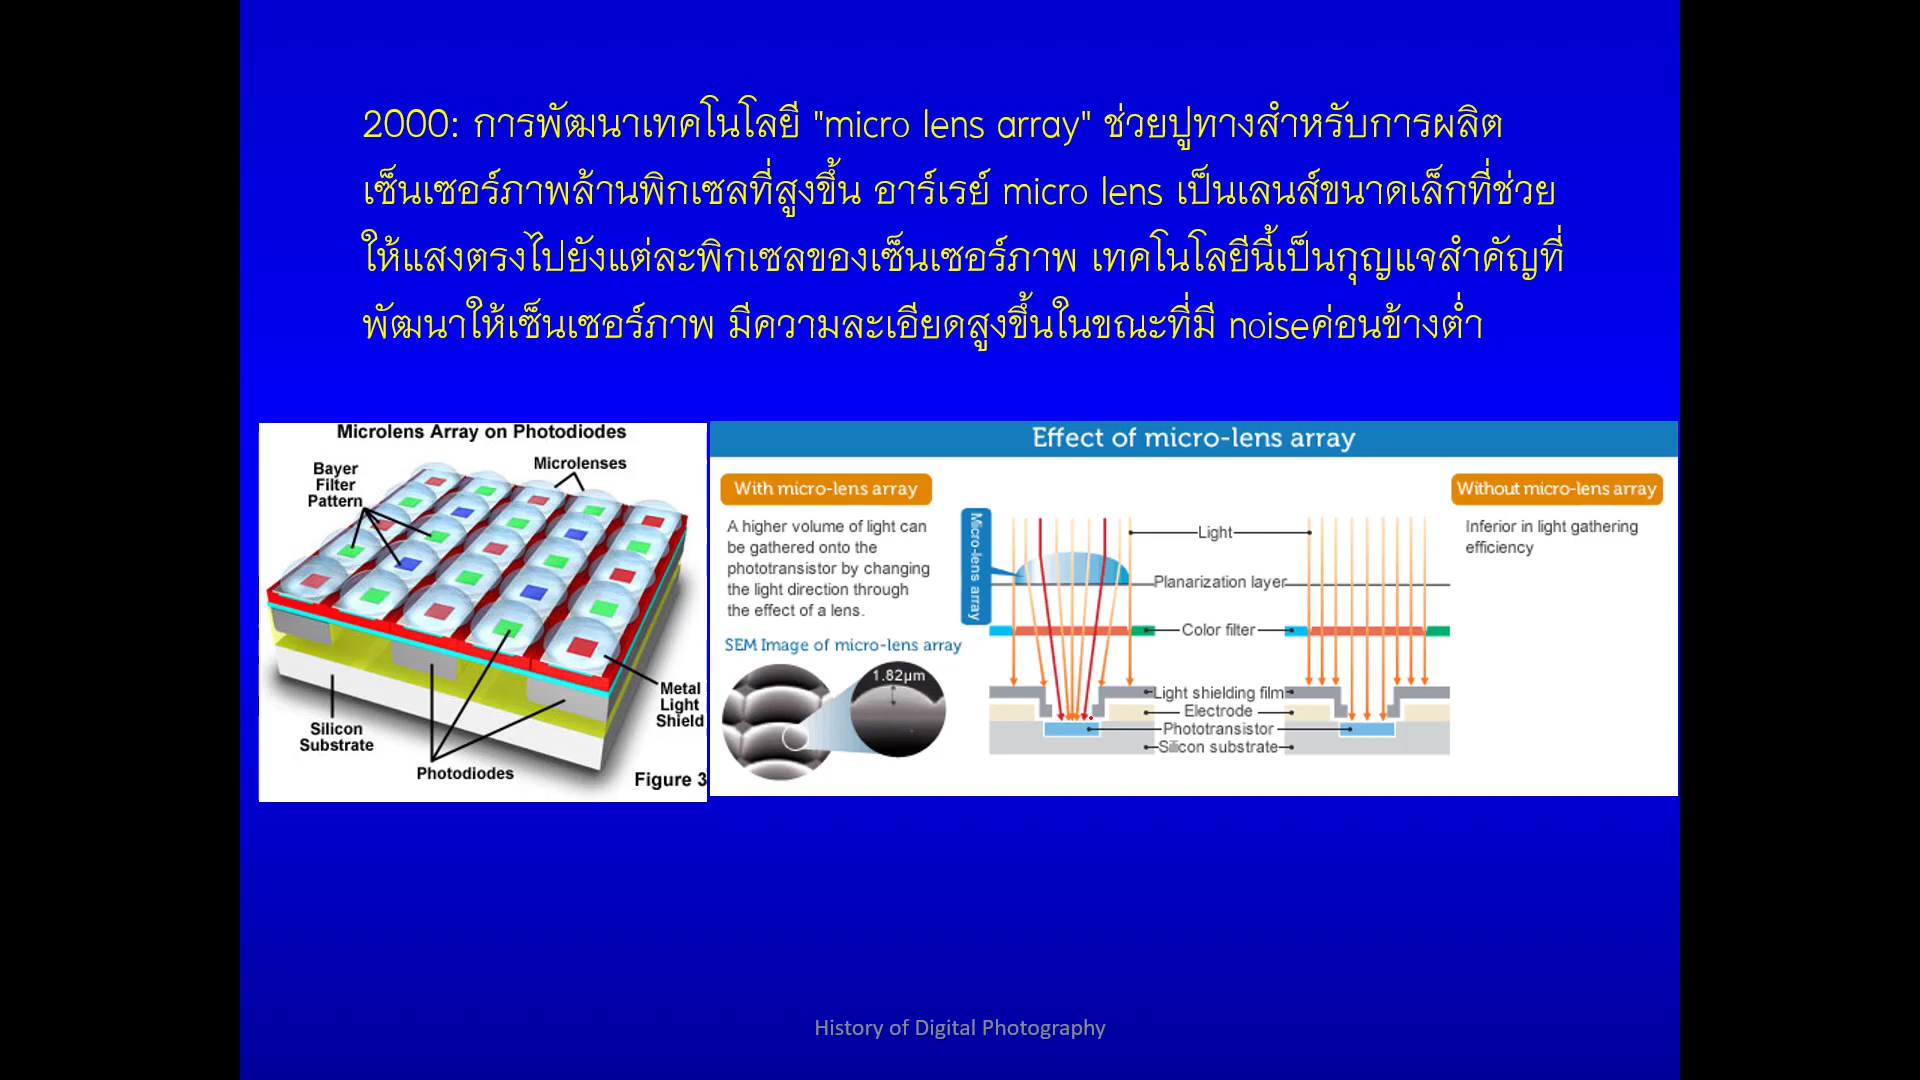 2000: การพัฒนาเทคโนโลยี "micro lens array" ช่วยปูทางสำหรับการผลิต
เซ็นเซอร์ภาพล้านพิกเซลที่สูงขึ้น อาร์เรย์ micro lens เป็นเลนส์ขนาดเล็กที่ช่วย
ให้แสงตรงไปยังแต่ละพิกเซลของเซ็นเซอร์ภาพ เทคโนโลยีนี้เป็นกุญแจสำคัญที่
พัฒนาให้เซ็นเซอร์ภาพ มีความละเอียดสูงขึ้นในขณะที่มี noiseค่อนข้างต่ำ
Microlens Array on Photodiodes
Bayer
Filter
Pattern
Microlenses
Silicon
Substrate
Photodiodes
Metal
Light
Shield
Figure 3
Effect of micro-lens array
With micro-lens array
A higher volume of light can
be gathered onto the
phototransistor by changing
the light direction through
the effect of a lens.
SEM Image of micro-lens array
1.82µm
Micro-lens array
Light
Planarization layer
Color filter
Light shielding film
Electrode
Phototransistor
Silicon substrate
Without micro-lens array
Inferior in light gathering
efficiency
History of Digital Photography